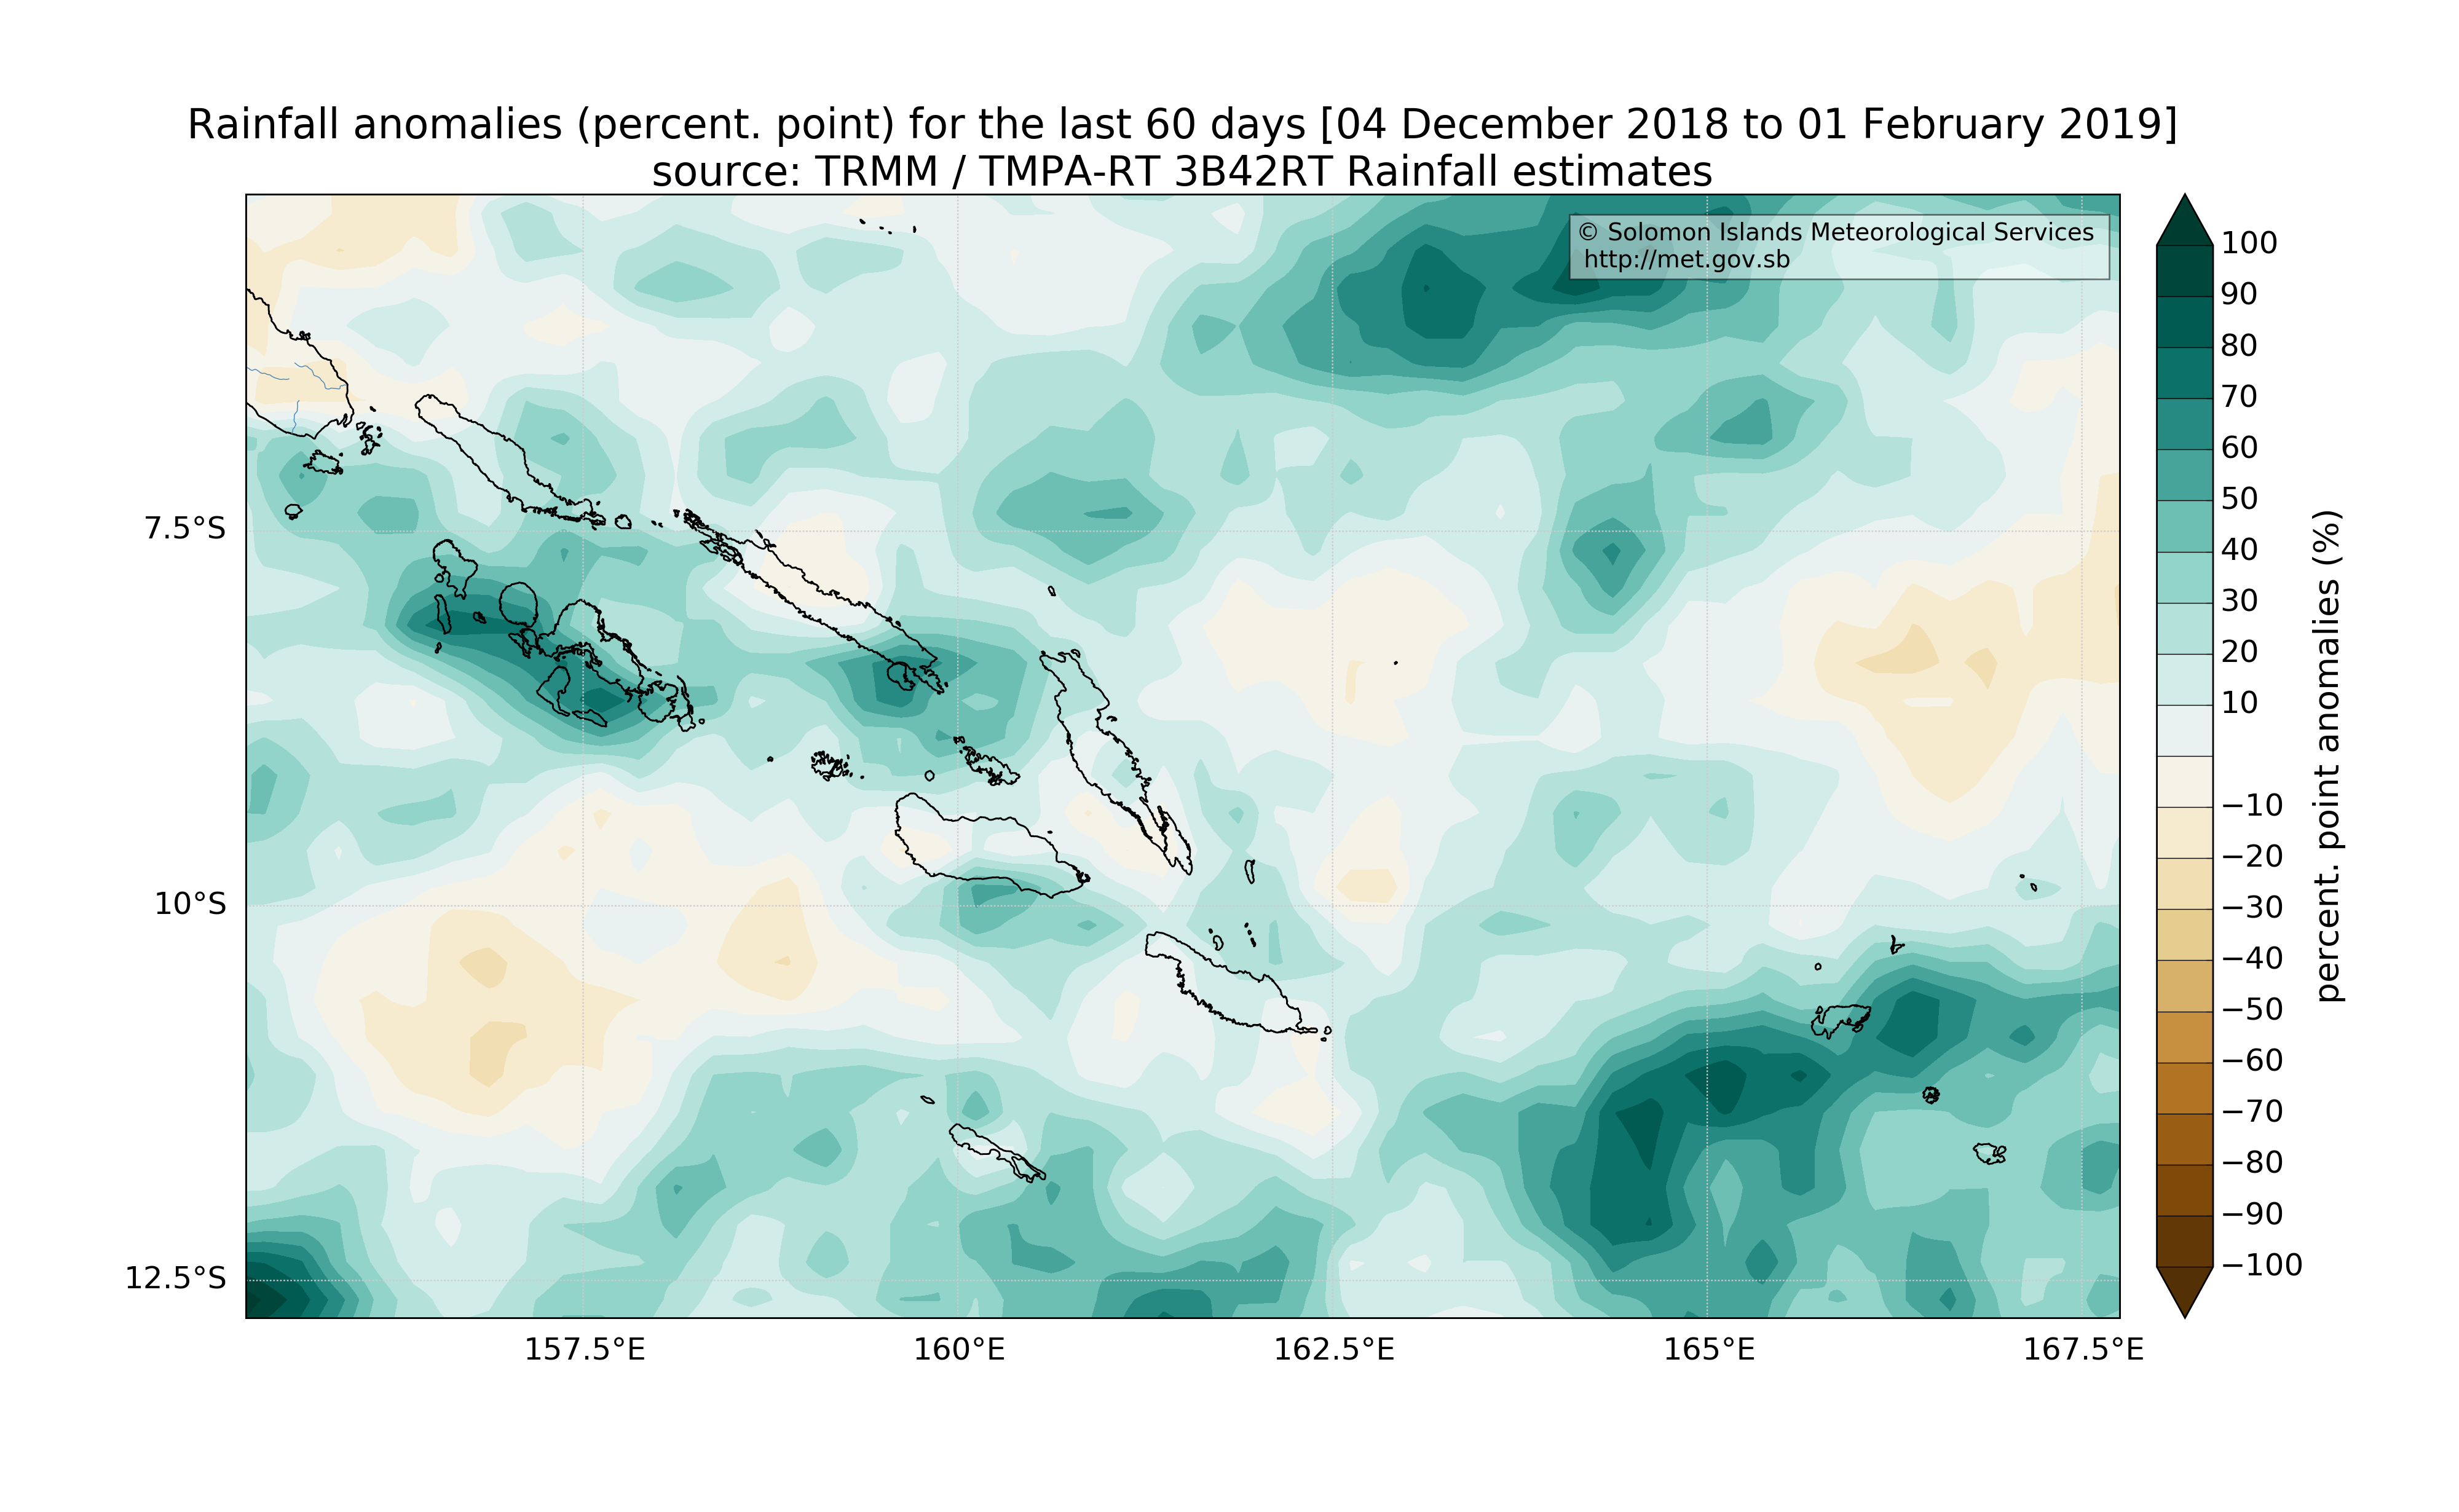 Rainfall anomalies (percent. point) for the last 60 days [04 December 2018 to 01 February 2019]
source: TRMM / TMPA-RT 3B42RT Rainfall estimates
© Solomon Islands Meteorological Services
http://met.gov.sb
7.5°S
10°S
12.5°S
157.5°E
160°E
162.5°E
165°E
167.5°E
100
90
80
70
60
50
40
30
20
10
−10
−20
−30
−40
−50
−60
−70
−80
−90
−100
percent. point anomalies (%)